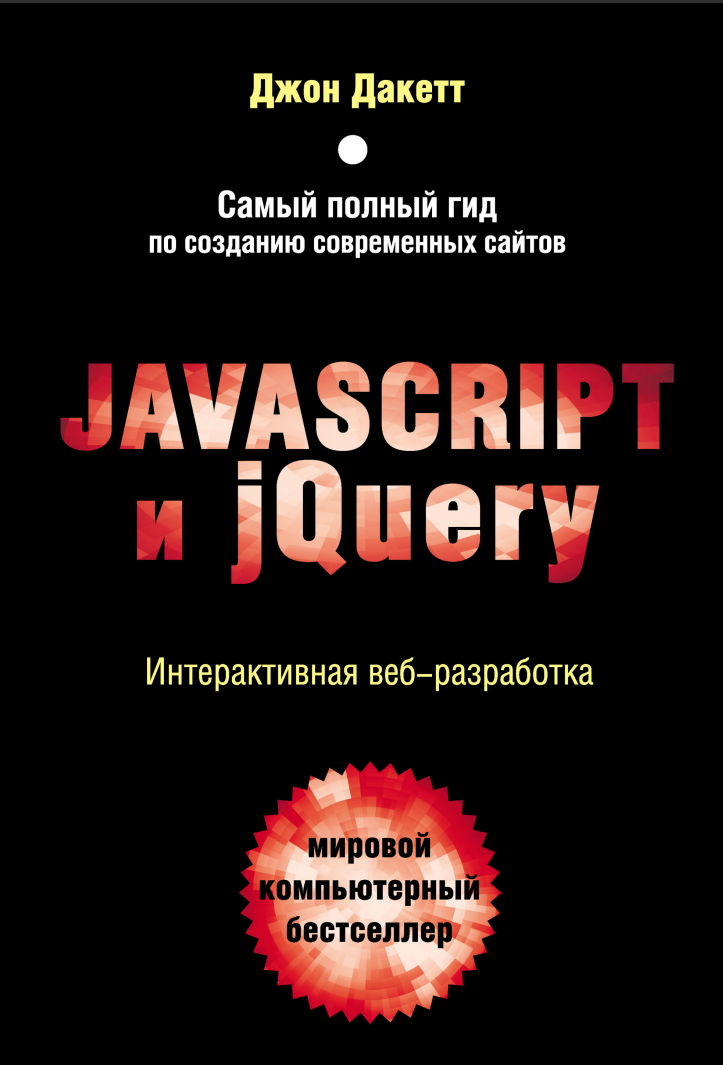 Джон Дакетт
Самый полный гид
по созданию современных сайтов
JAVASCRIPT
и jQuery
Интерактивная веб-разработка
мировой
компьютерный
бестселлер